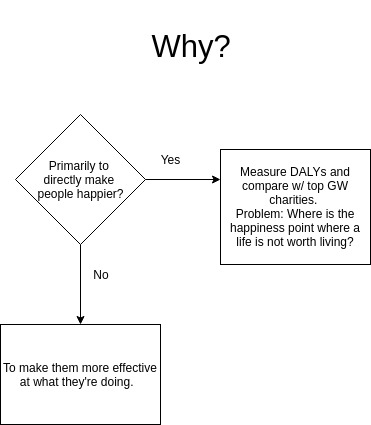 Why?
Primarily to
directly make
people happier?
Yes
Measure DALYs and
compare w/ top GW
charities.
Problem: Where is the
happiness point where a
life is not worth living?
No
To make them more effective
at what they're doing.